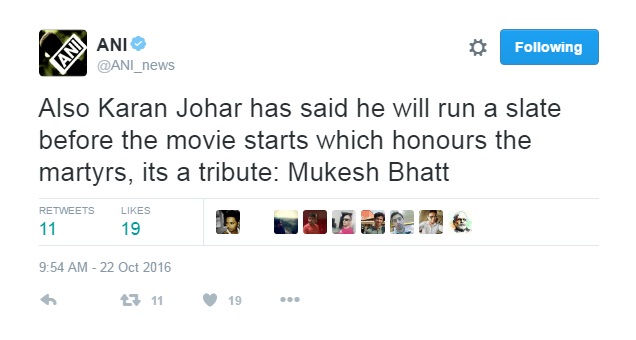 ANI
ANI
@ANI_news
Following
Also Karan Johar has said he will run a slate
before the movie starts which honours the
martyrs, its a tribute: Mukesh Bhatt
RETWEETS LIKES
11 19
9:54 AM - 22 Oct 2016
11 19